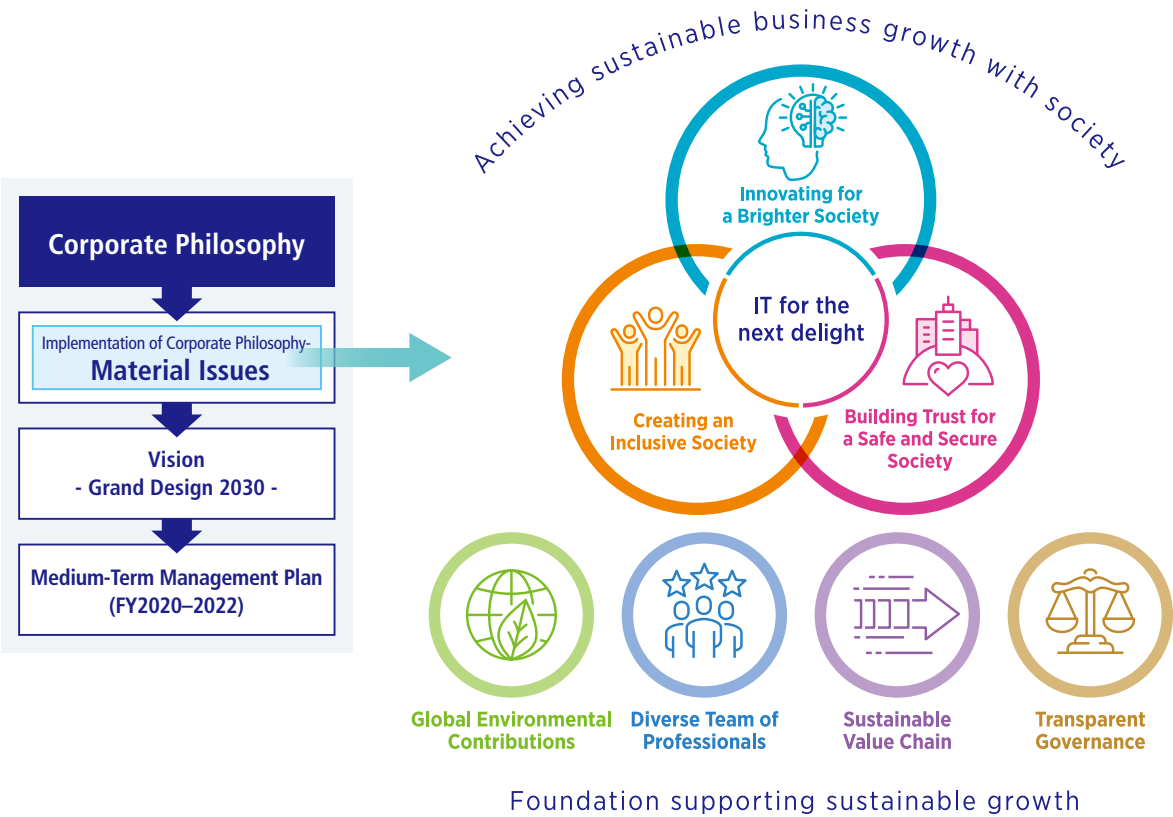 Corporate Philosophy
Implementation of Corporate Philosophy-
Material Issues
Vision
- Grand Design 2030 -
Medium-Term Management Plan
(FY2020–2022)
Achieving sustainable business growth with society
Innovating for
a Brighter Society
IT for the
next delight
Creating an
Inclusive Society
Building Trust for
a Safe and Secure
Society
Global Environmental
Contributions
Diverse Team of
Professionals
Sustainable
Value Chain
Transparent
Governance
Foundation supporting sustainable growth